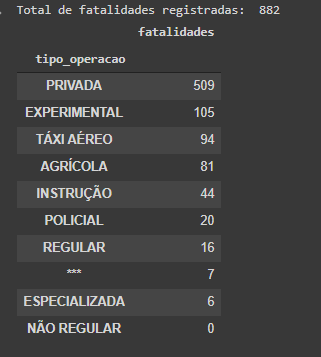 Total de fatalidades registradas: 882
fatalidades
tipo_operacao
PRIVADA 509
EXPERIMENTAL 105
TÁXI AÉREO 94
AGRÍCOLA 81
INSTRUÇÃO 44
POLICIAL 20
REGULAR 16
*** 7
ESPECIALIZADA 6
NÃO REGULAR 0